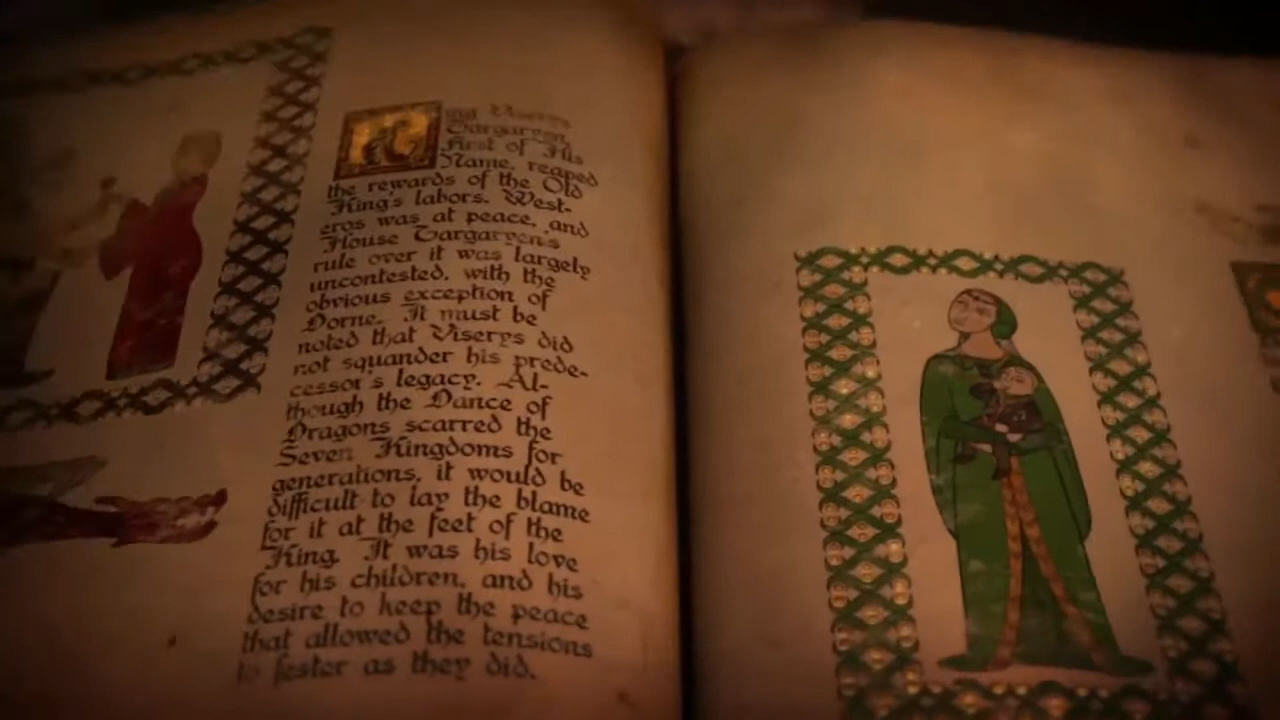 King Viserys
Targaryen,
First of His
Name, reaped
the rewards of the Old
King's labors. West-
eros was at peace, and
House Targaryen's
rule over it was largely
uncontested, with the
obvious exception of
Dorne. It must be
noted that Viserys did
not squander his prede-
cessor's legacy. Al-
though the Dance of
Dragons scarred the
Seven Kingdoms for
generations, it would be
difficult to lay the blame
for it at the feet of the
King. It was his love
for his children, and his
desire to keep the peace
that allowed the tensions
to fester as they did.